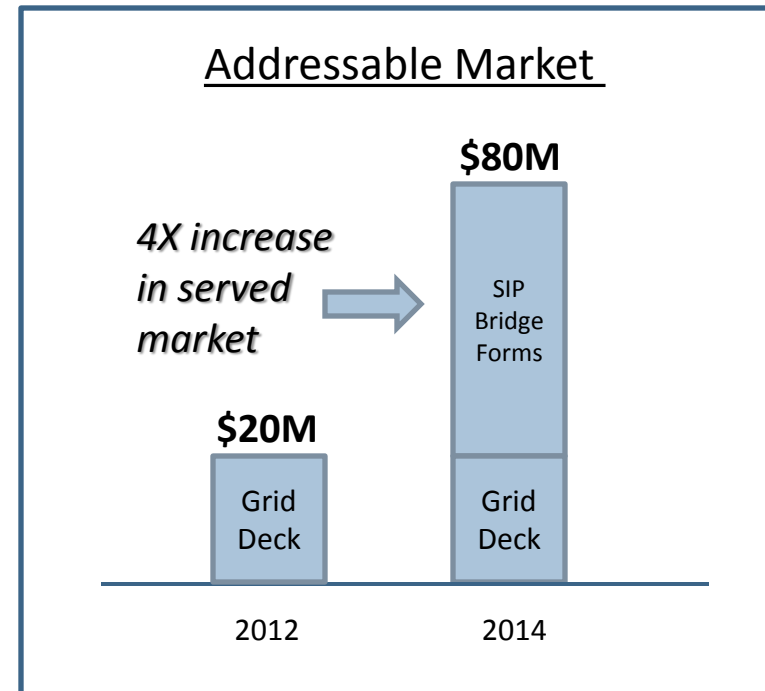 Addressable Market
$80M
4X increase
in served
market
SIP
Bridge
Forms
$20M
Grid
Deck
Grid
Deck
2012
2014